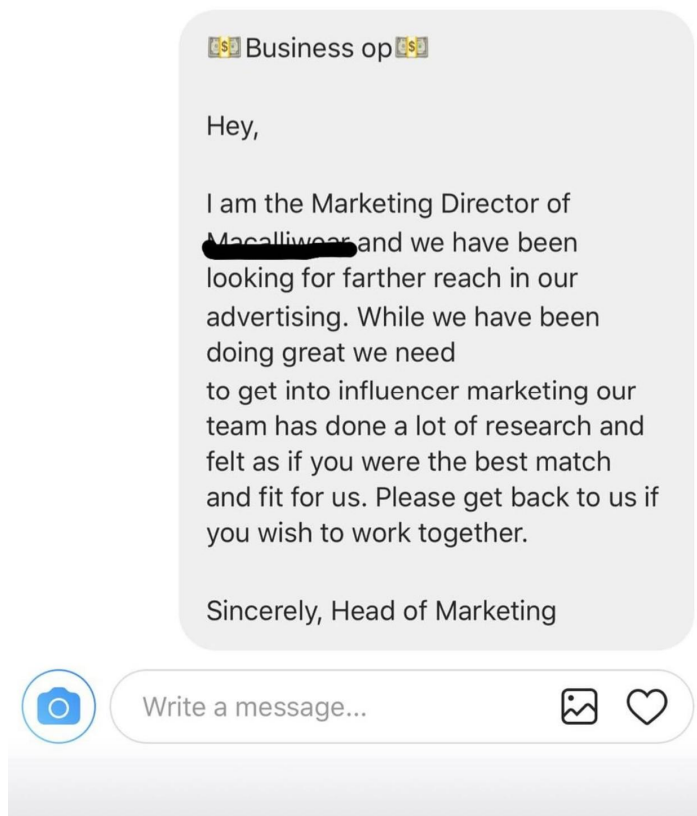 💵Business op💵
Hey,
I am the Marketing Director of
and we have been
looking for farther reach in our
advertising. While we have been
doing great we need
to get into influencer marketing our
team has done a lot of research and
felt as if you were the best match
and fit for us. Please get back to us if
you wish to work together.
Sincerely, Head of Marketing
Write a message...